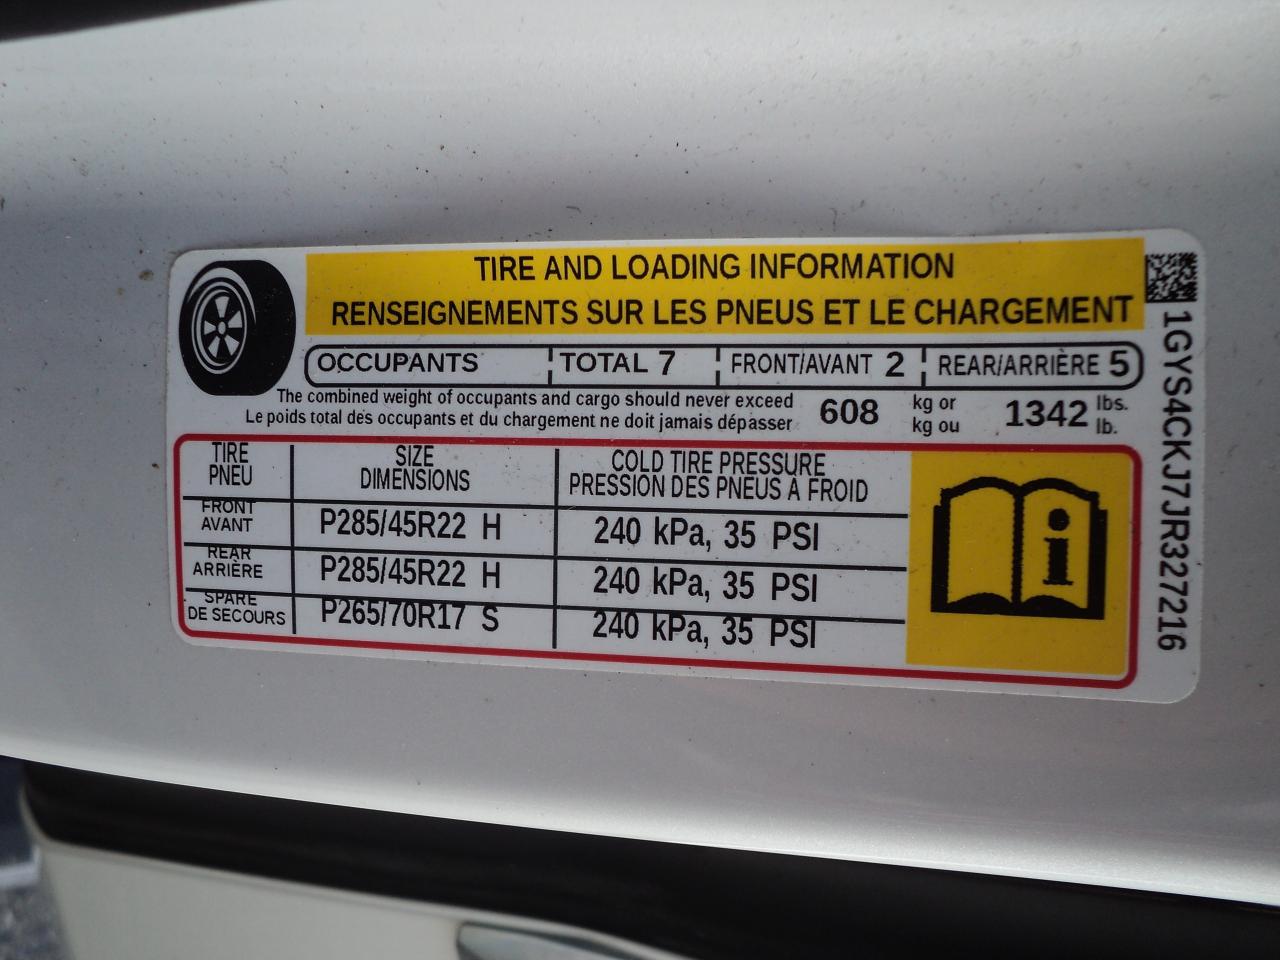 TIRE AND LOADING INFORMATION
RENSEIGNEMENTS SUR LES PNEUS ET LE CHARGEMENT
OCCUPANTS TOTAL 7 FRONT/AVANT 2 REAR/ARRIÈRE 5
The combined weight of occupants and cargo should never exceed 608 kg or 1342 lbs.
Le poids total des occupants et du chargement ne doit jamais dépasser kg ou lb.
TIRE SIZE COLD TIRE PRESSURE
PNEU DIMENSIONS PRESSION DES PNEUS A FROID
FRONT
AVANT P285/45R22 H 240 kPa, 35 PSI
REAR
ARRIÈRE P285/45R22 H 240 kPa, 35 PSI
SPARE
DE SECOURS P265/70R17 S 240 kPa, 35 PSI
1GYS4CKJ7JR327216